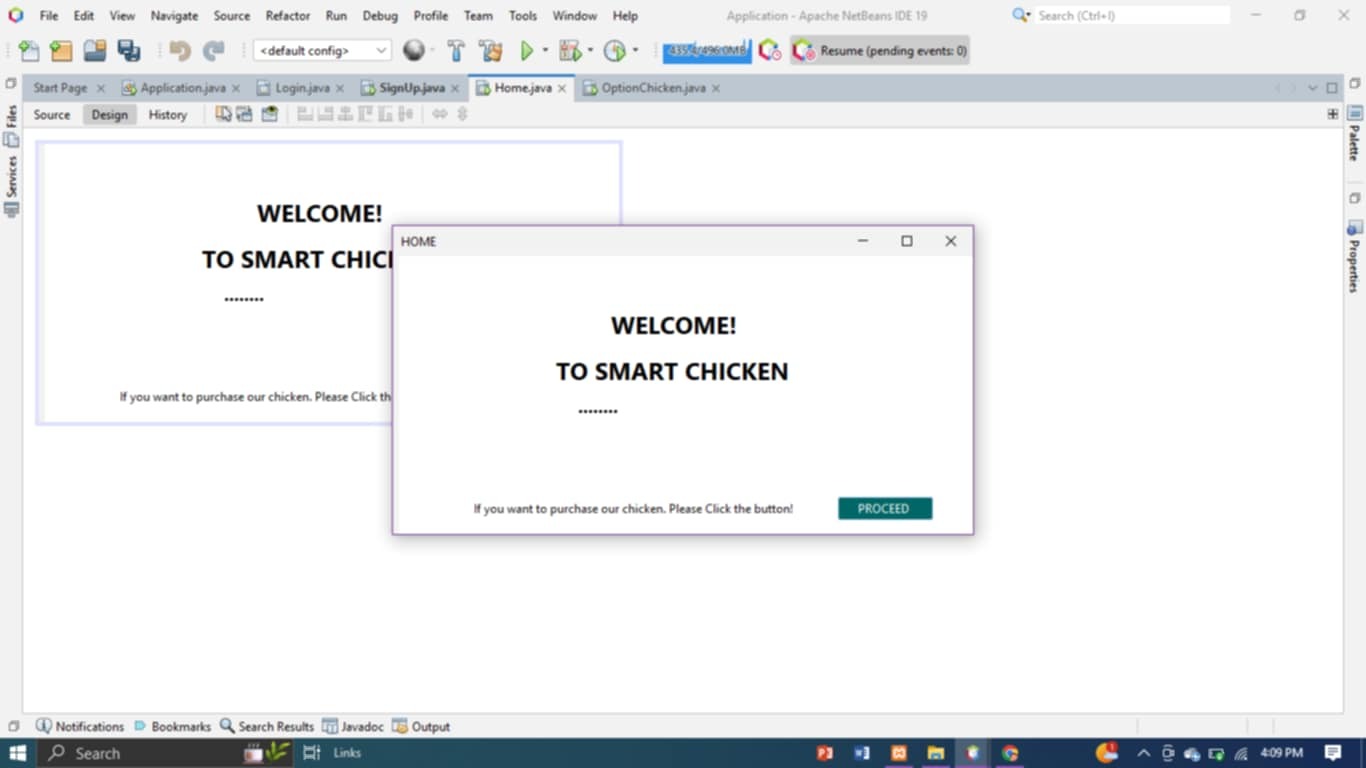 File Edit View Navigate Source Refactor Run Debug Profile Team Tools Window Help Application - Apache NetBeans IDE 19 Search (Ctrl+I)
<default config> 435.4/496.0MB Resume (pending events: 0)
Start Page Application.java Login.java SignUp.java Home.java OptionChicken.java
Source Design History
Files
Services
Palette
Properties
WELCOME!
TO SMART CHICK
........
If you want to purchase our chicken. Please Click th
HOME
WELCOME!
TO SMART CHICKEN
........
If you want to purchase our chicken. Please Click the button! PROCEED
Notifications Bookmarks Search Results Javadoc Output
Search Links 4:09 PM